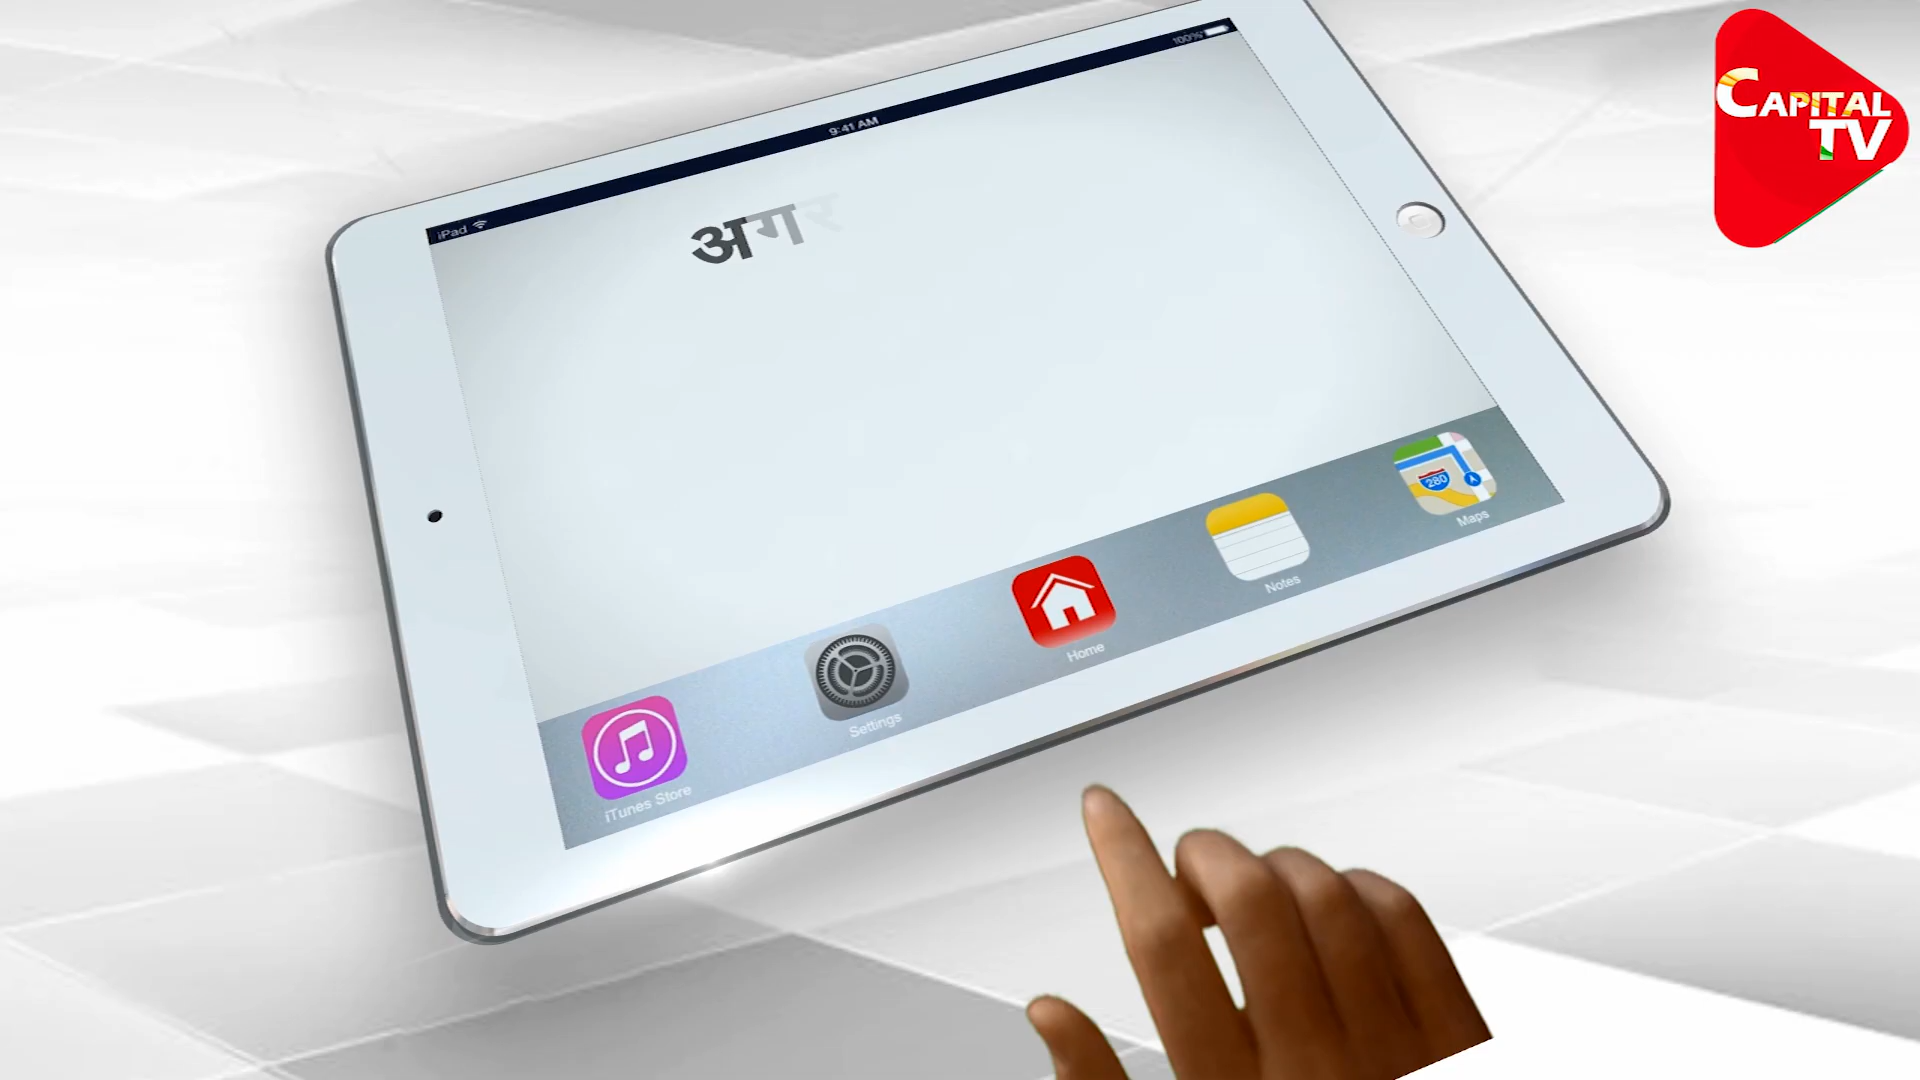 CAPITAL
TV
100%
9:41 AM
iPad
अगर
280
Maps
Notes
Home
Settings
iTunes Store